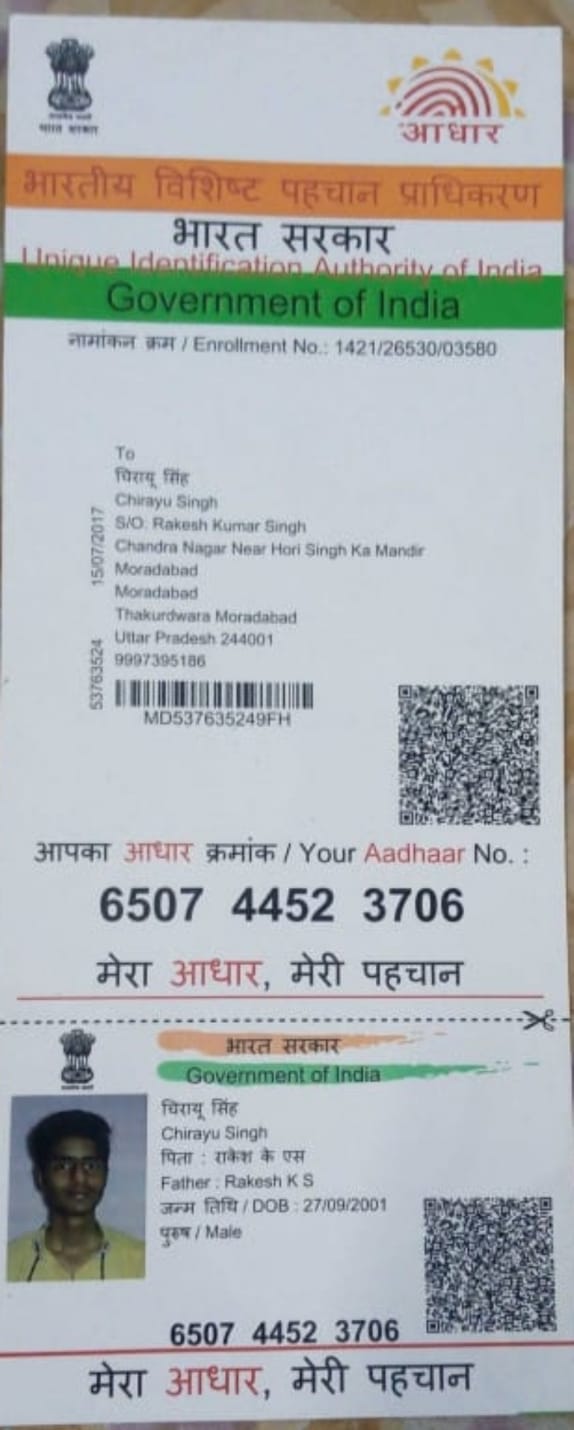 भारत सरकार
आधार
भारतीय विशिष्ट पहचान प्राधिकरण
भारत सरकार
Unique Identification Authority of India
Government of India
नामांकन क्रम / Enrollment No.: 1421/26530/03580
To
चिरायू सिंह
Chirayu Singh
S/O: Rakesh Kumar Singh
Chandra Nagar Near Hori Singh Ka Mandir
Moradabad
Moradabad
Thakurdwara Moradabad
Uttar Pradesh 244001
9997395186
15/07/2017
53763524
MD537635249FH
आपका आधार क्रमांक / Your Aadhaar No. :
6507 4452 3706
मेरा आधार, मेरी पहचान
भारत सरकार
Government of India
चिरायू सिंह
Chirayu Singh
पिता : राकेश के एस
Father : Rakesh K S
जन्म तिथि / DOB : 27/09/2001
पुरुष / Male
6507 4452 3706
मेरा आधार, मेरी पहचान